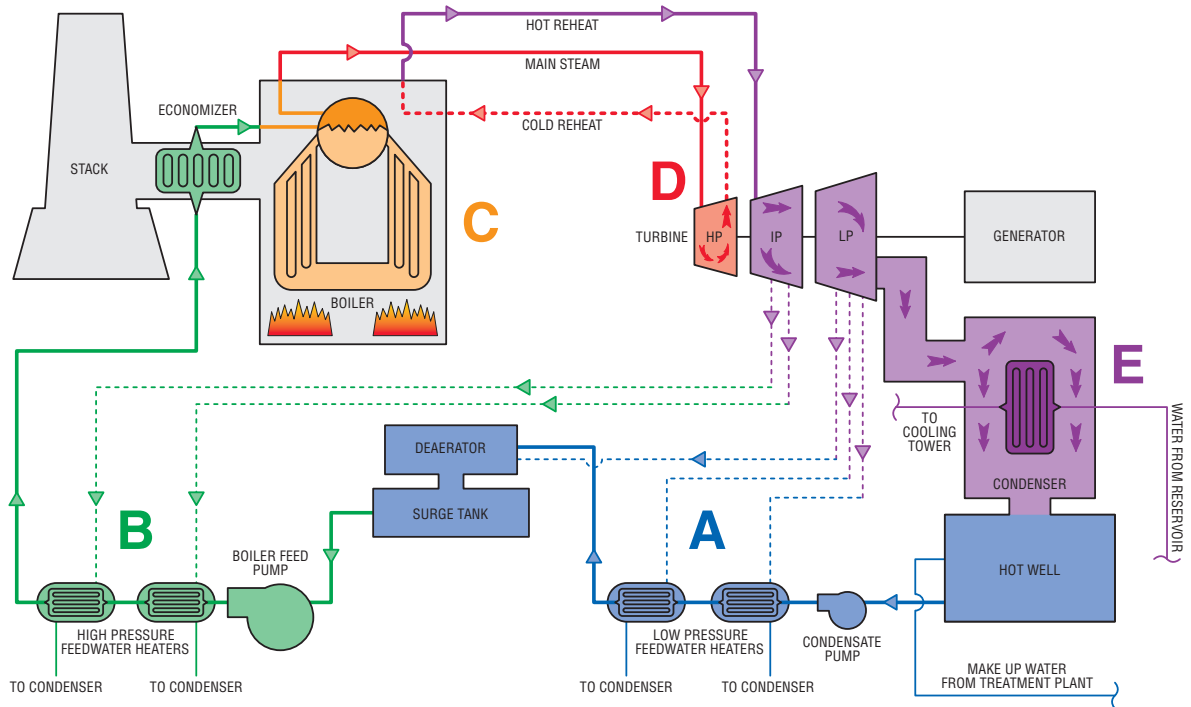 HOT REHEAT
MAIN STEAM
ECONOMIZER
COLD REHEAT
STACK
C
D
TURBINE
HP
IP
LP
GENERATOR
BOILER
E
TO
COOLING
TOWER
WATER FROM RESERVOIR
CONDENSER
DEAERATOR
SURGE TANK
B
A
BOILER FEED
PUMP
HOT WELL
HIGH PRESSURE
FEEDWATER HEATERS
LOW PRESSURE
FEEDWATER HEATERS
CONDENSATE
PUMP
MAKE UP WATER
FROM TREATMENT PLANT
TO CONDENSER
TO CONDENSER
TO CONDENSER
TO CONDENSER